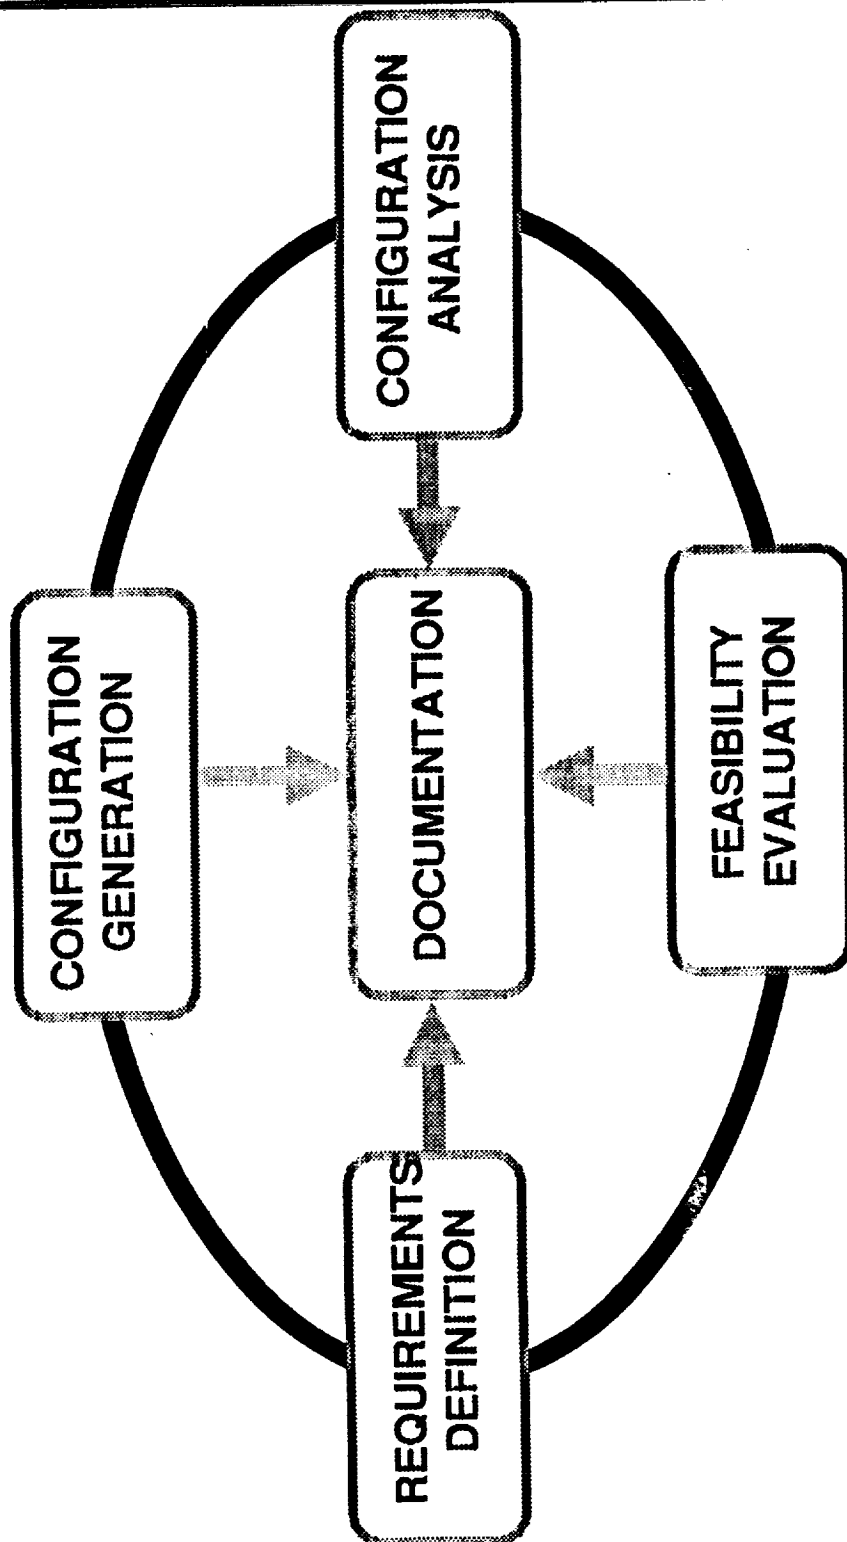 CONFIGURATION
GENERATION
REQUIREMENTS
DEFINITION
DOCUMENTATION
CONFIGURATION
ANALYSIS
FEASIBILITY
EVALUATION